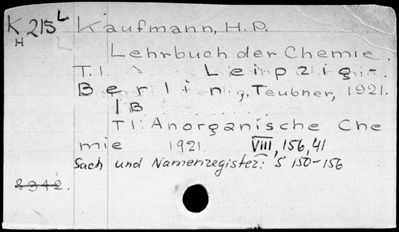 K 215 L Kaufmann, H.P.
H
Lehrbuch der Chemie.
T.1. Leipzig-
Berlin, Teubner, 1921.
1B
T1: Anorganische Che
mie 1921. VIII, 156, 41
Sach und Namenregister: S 150-156
2342.